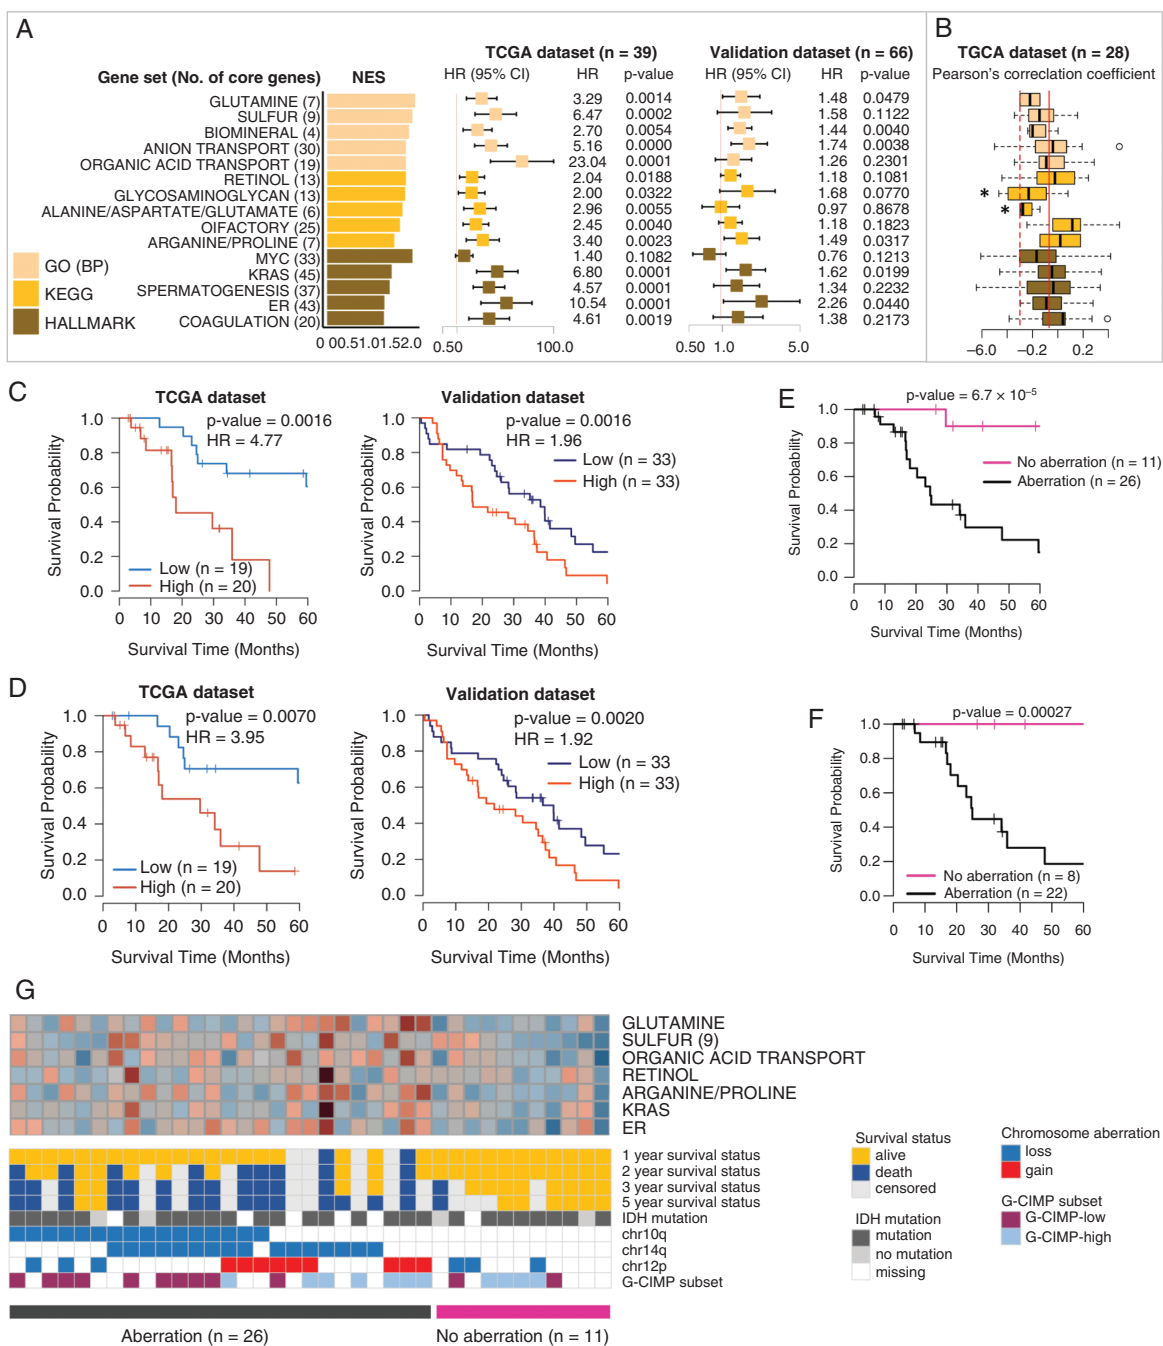 A
B
TCGA dataset (n = 39)
Validation dataset (n = 66)
TGCA dataset (n = 28)
Gene set (No. of core genes)
NES
HR (95% CI)
HR
p-value
HR (95% CI)
HR
p-value
Pearson's correclation coefficient
GLUTAMINE (7) 3.29 0.0014 1.48 0.0479
SULFUR (9) 6.47 0.0002 1.58 0.1122
BIOMINERAL (4) 2.70 0.0054 1.44 0.0040
ANION TRANSPORT (30) 5.16 0.0000 1.74 0.0038
ORGANIC ACID TRANSPORT (19) 23.04 0.0001 1.26 0.2301
RETINOL (13) 2.04 0.0188 1.18 0.1081
GLYCOSAMINOGLYCAN (13) 2.00 0.0322 1.68 0.0770 *
ALANINE/ASPARTATE/GLUTAMATE (6) 2.96 0.0055 0.97 0.8678 *
OLFACTORY (25) 2.45 0.0040 1.18 0.1823
ARGANINE/PROLINE (7) 3.40 0.0023 1.49 0.0317
MYC (33) 1.40 0.1082 0.76 0.1213
KRAS (45) 6.80 0.0001 1.62 0.0199
SPERMATOGENESIS (37) 4.57 0.0001 1.34 0.2232
ER (43) 10.54 0.0001 2.26 0.0440
COAGULATION (20) 4.61 0.0019 1.38 0.2173
GO (BP)
KEGG
HALLMARK
0 00.51.01.52.0
0.50 100.0
0.50 1.0 5.0
−6.0 −0.2 0.2
C
TCGA dataset
p-value = 0.0016
HR = 4.77
Survival Probability
1.0
0.8
0.6
0.4
0.2
0.0
Low (n = 19)
High (n = 20)
0 10 20 30 40 50 60
Survival Time (Months)
Validation dataset
p-value = 0.0016
HR = 1.96
Low (n = 33)
High (n = 33)
Survival Probability
1.0
0.8
0.6
0.4
0.2
0.0
0 10 20 30 40 50 60
Survival Time (Months)
E
p-value = 6.7 × 10−5
No aberration (n = 11)
Aberration (n = 26)
Survival Probability
1.0
0.8
0.6
0.4
0.2
0.0
0 10 20 30 40 50 60
Survival Time (Months)
D
TCGA dataset
p-value = 0.0070
HR = 3.95
Survival Probability
1.0
0.8
0.6
0.4
0.2
0.0
Low (n = 19)
High (n = 20)
0 10 20 30 40 50 60
Survival Time (Months)
Validation dataset
p-value = 0.0020
HR = 1.92
Low (n = 33
High (n = 33)
Survival Probability
1.0
0.8
0.6
0.4
0.2
0.0
0 10 20 30 40 50 60
Survival Time (Months)
F
p-value = 0.00027
Survival Probability
1.0
0.8
0.6
0.4
0.2
0.0
No aberration (n = 8)
Aberration (n = 22)
0 10 20 30 40 50 60
Survival Time (Months)
G
GLUTAMINE
SULFUR (9)
ORGANIC ACID TRANSPORT
RETINOL
ARGANINE/PROLINE
KRAS
ER
1 year survival status
2 year survival status
3 year survival status
5 year survival status
IDH mutation
chr10q
chr14q
chr12p
G-CIMP subset
Survival status
alive
death
censored
IDH mutation
mutation
no mutation
missing
Chromosome aberration
loss
gain
G-CIMP subset
G-CIMP-low
G-CIMP-high
Aberration (n = 26)
No aberration (n = 11)